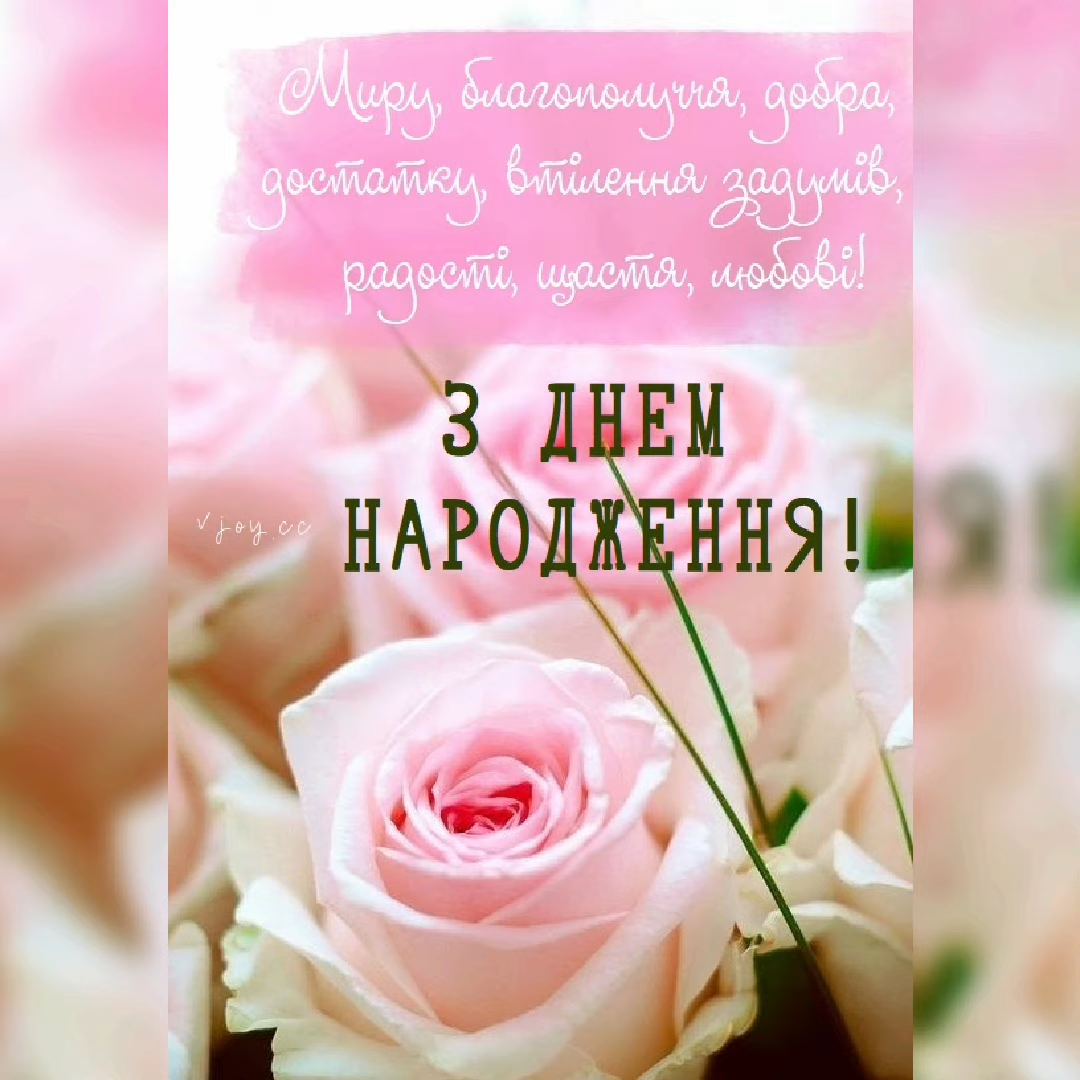 Миру, благополуччя, добра,
достатку, втілення задумів,
радості, щастя, любові!
З ДНЕМ
vjoy.cc
НАРОДЖЕННЯ!